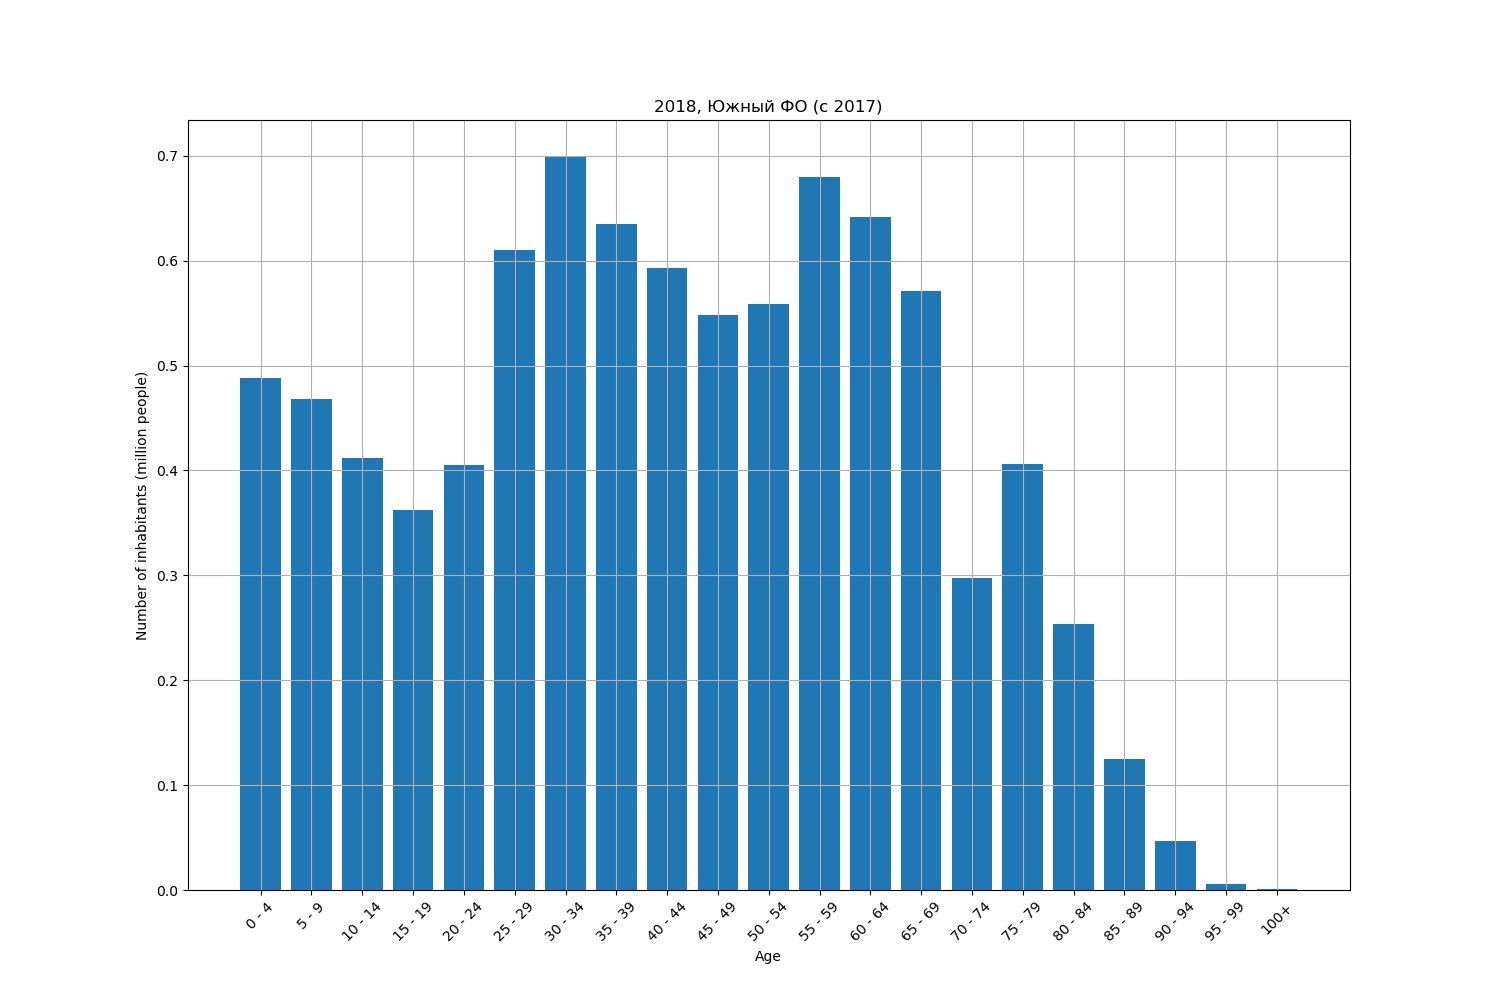 2018, Южный ФО (с 2017)
Number of inhabitants (million people)
0.7
0.6
0.5
0.4
0.3
0.2
0.1
0.0
0 - 4
5 - 9
10 - 14
15 - 19
20 - 24
25 - 29
30 - 34
35 - 39
40 - 44
45 - 49
50 - 54
55 - 59
60 - 64
65 - 69
70 - 74
75 - 79
80 - 84
85 - 89
90 - 94
95 - 99
100+
Age